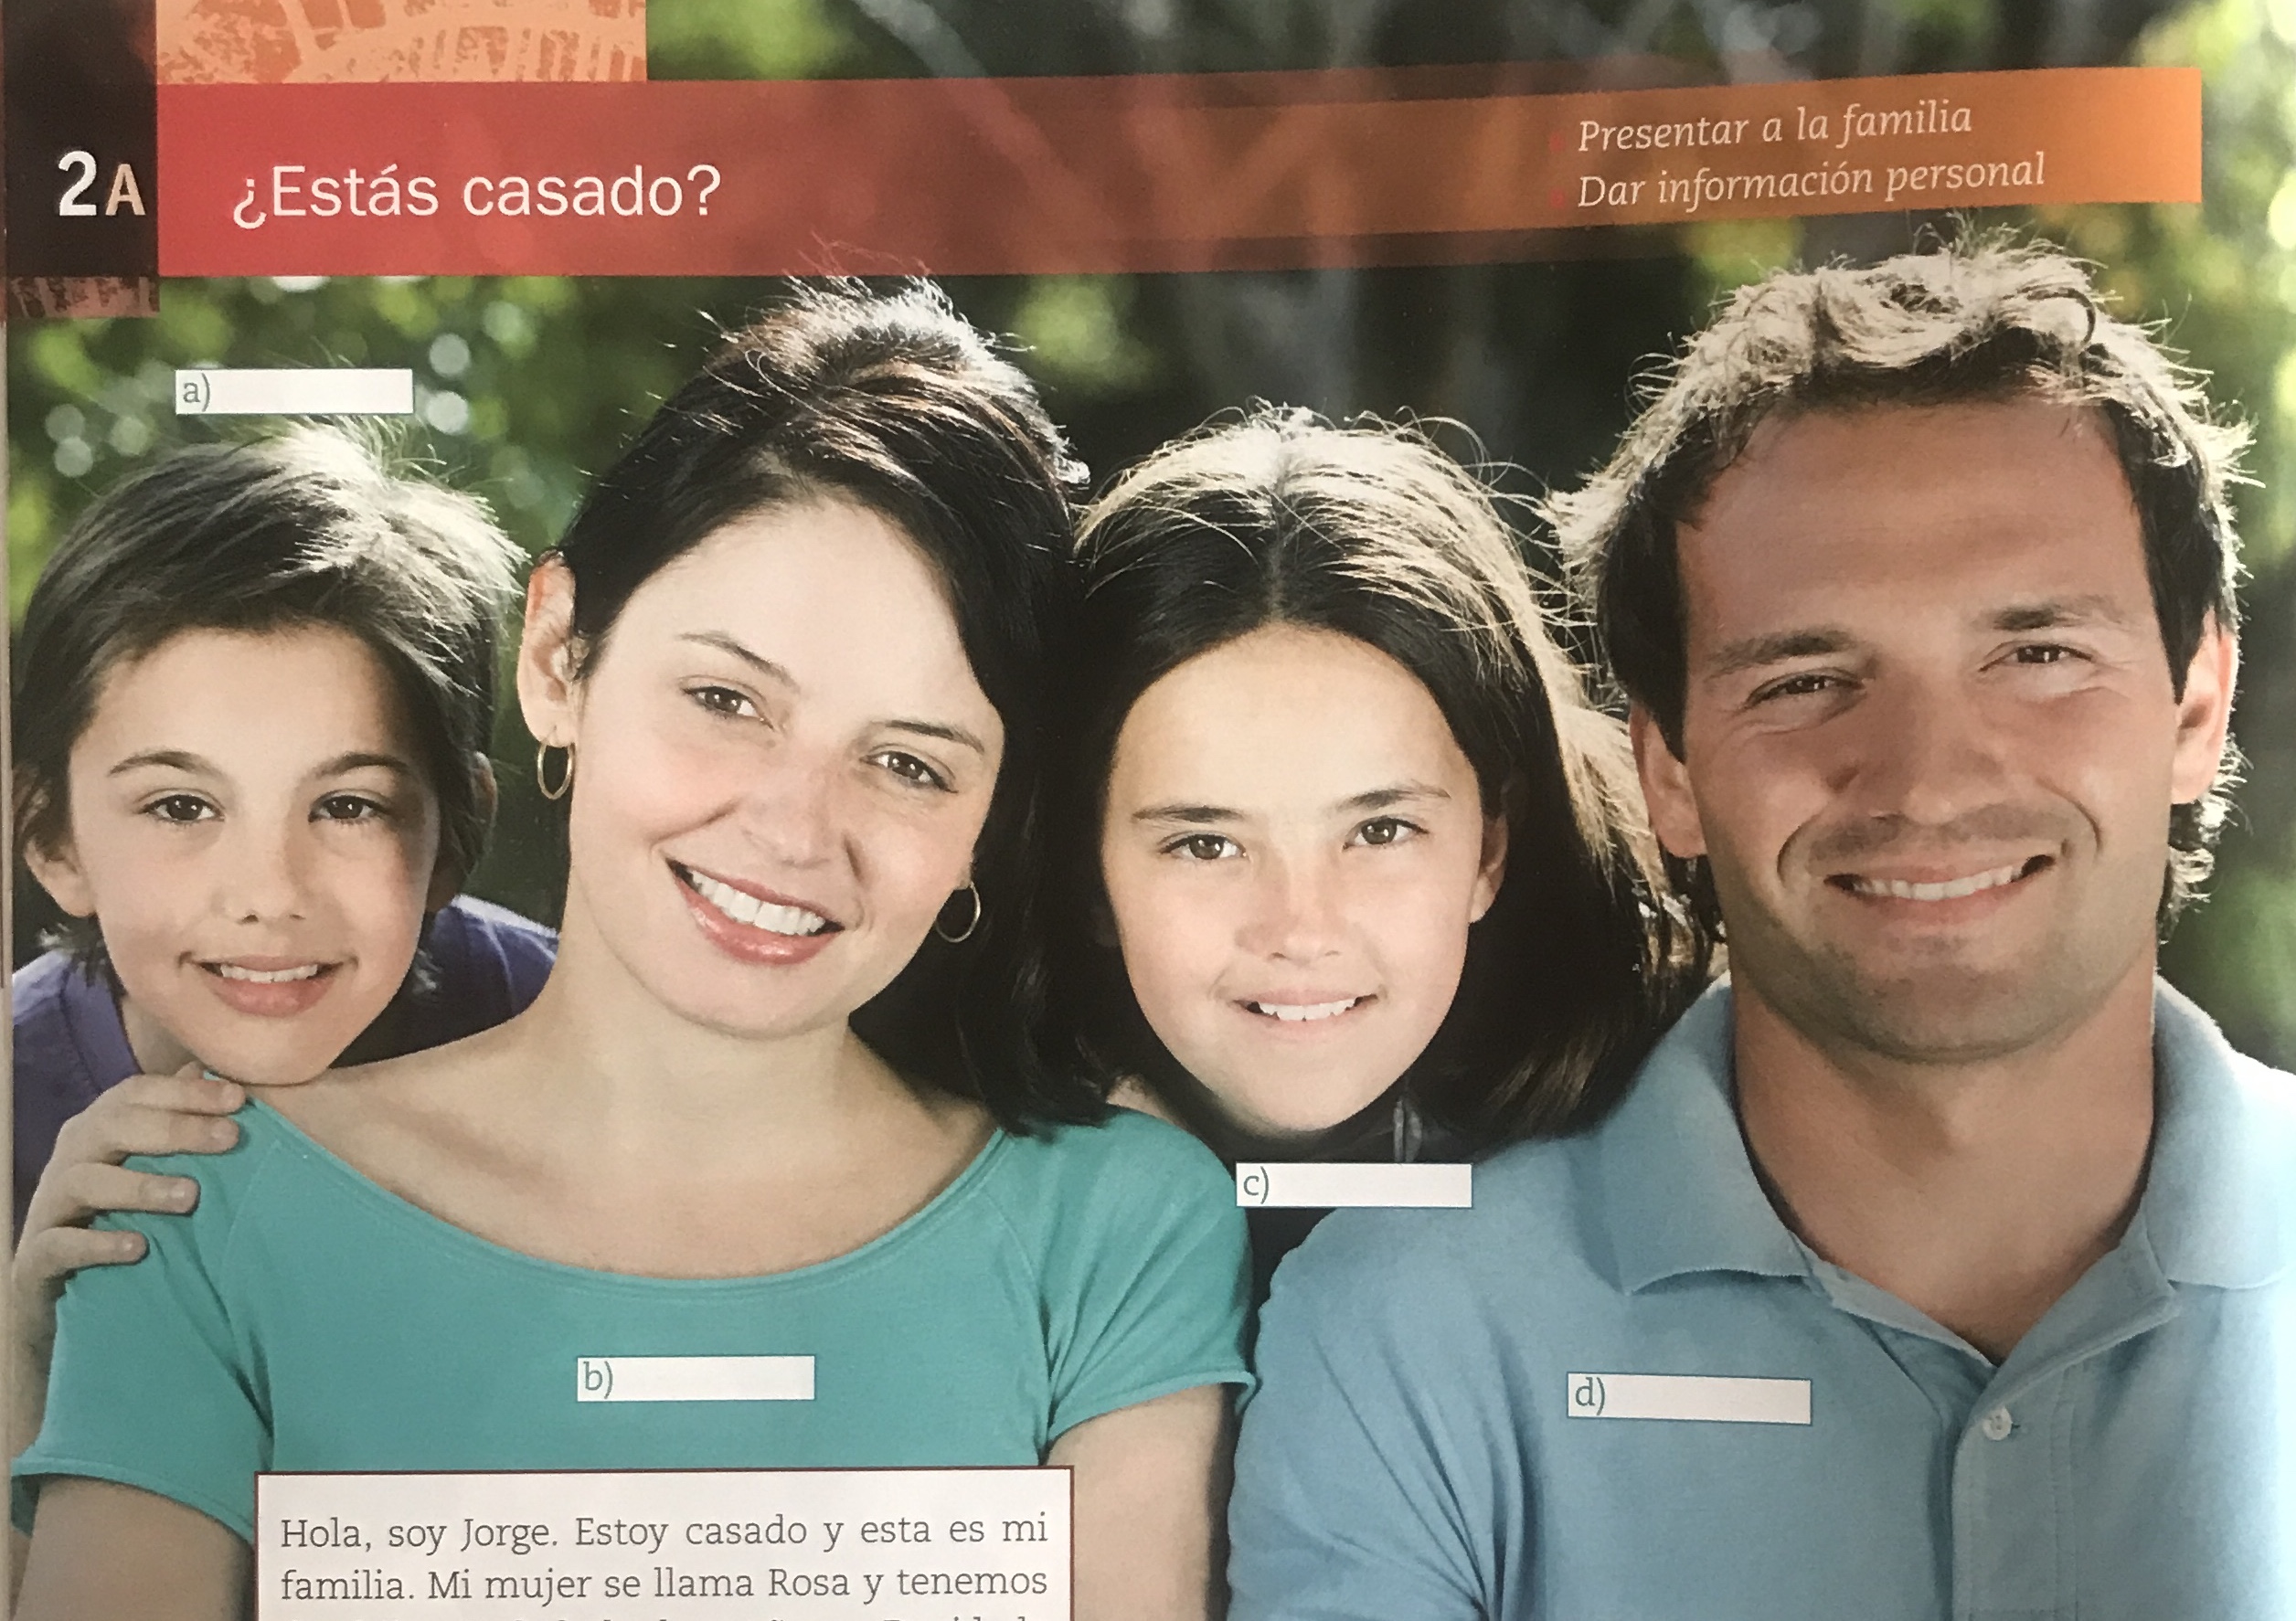 2A
¿Estás casado?
Presentar a la familia
Dar información personal
a)
c)
b)
d)
Hola, soy Jorge. Estoy casado y esta es mi
familia. Mi mujer se llama Rosa y tenemos